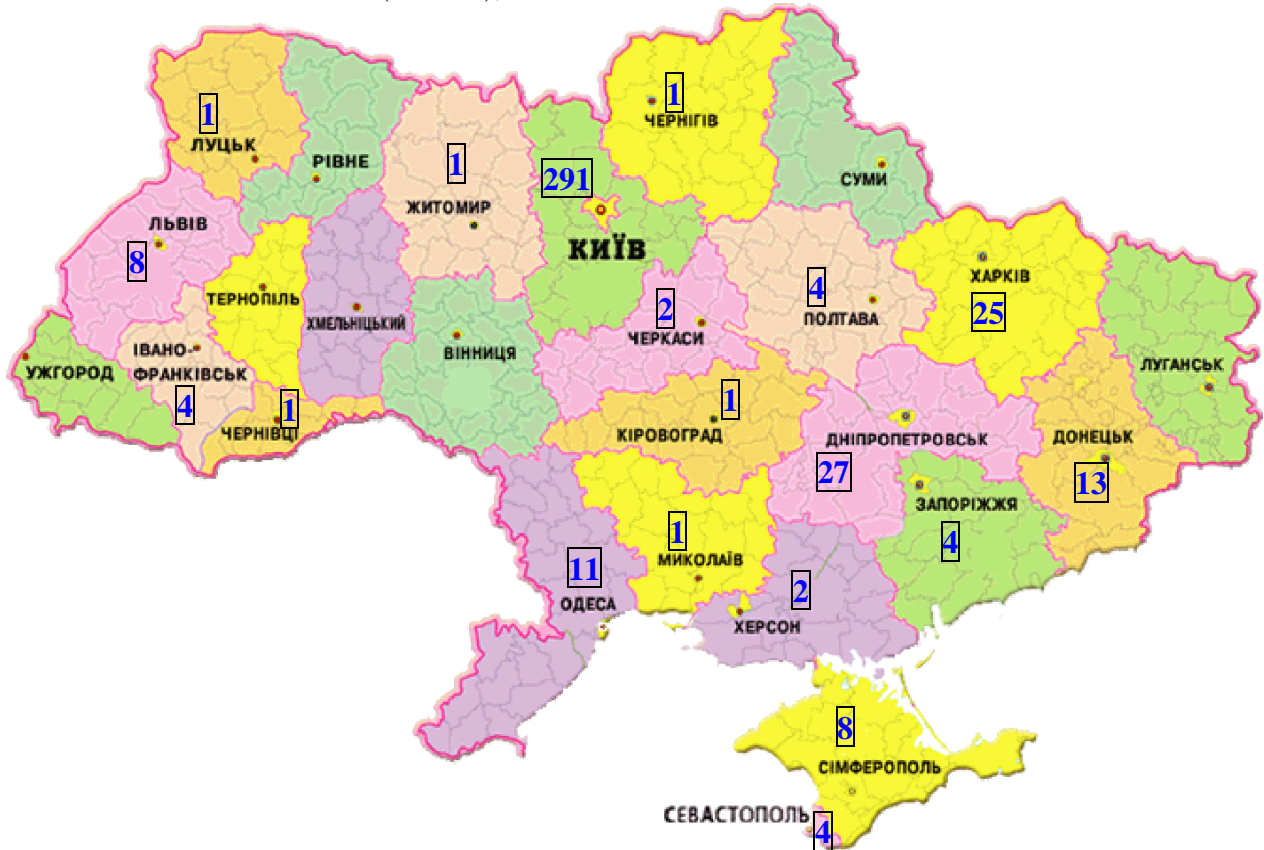 1
ЛУЦЬК
РІВНЕ
1
ЖИТОМИР
291
КИЇВ
1
ЧЕРНІГІВ
СУМИ
ЛЬВІВ
8
ТЕРНОПІЛЬ
ХМЕЛЬНІЦЬКИЙ
ВІННИЦЯ
2
ЧЕРКАСИ
4
ПОЛТАВА
ХАРКІВ
25
ЛУГАНСЬК
УЖГОРОД
ІВАНО-
ФРАНКІВСЬК
4
1
ЧЕРНІВЦІ
1
КІРОВОГРАД
ДНІПРОПЕТРОВСЬК
27
ДОНЕЦЬК
13
ЗАПОРІЖЖЯ
4
1
МИКОЛАЇВ
11
ОДЕСА
2
ХЕРСОН
8
СІМФЕРОПОЛЬ
СЕВАСТОПОЛЬ
4